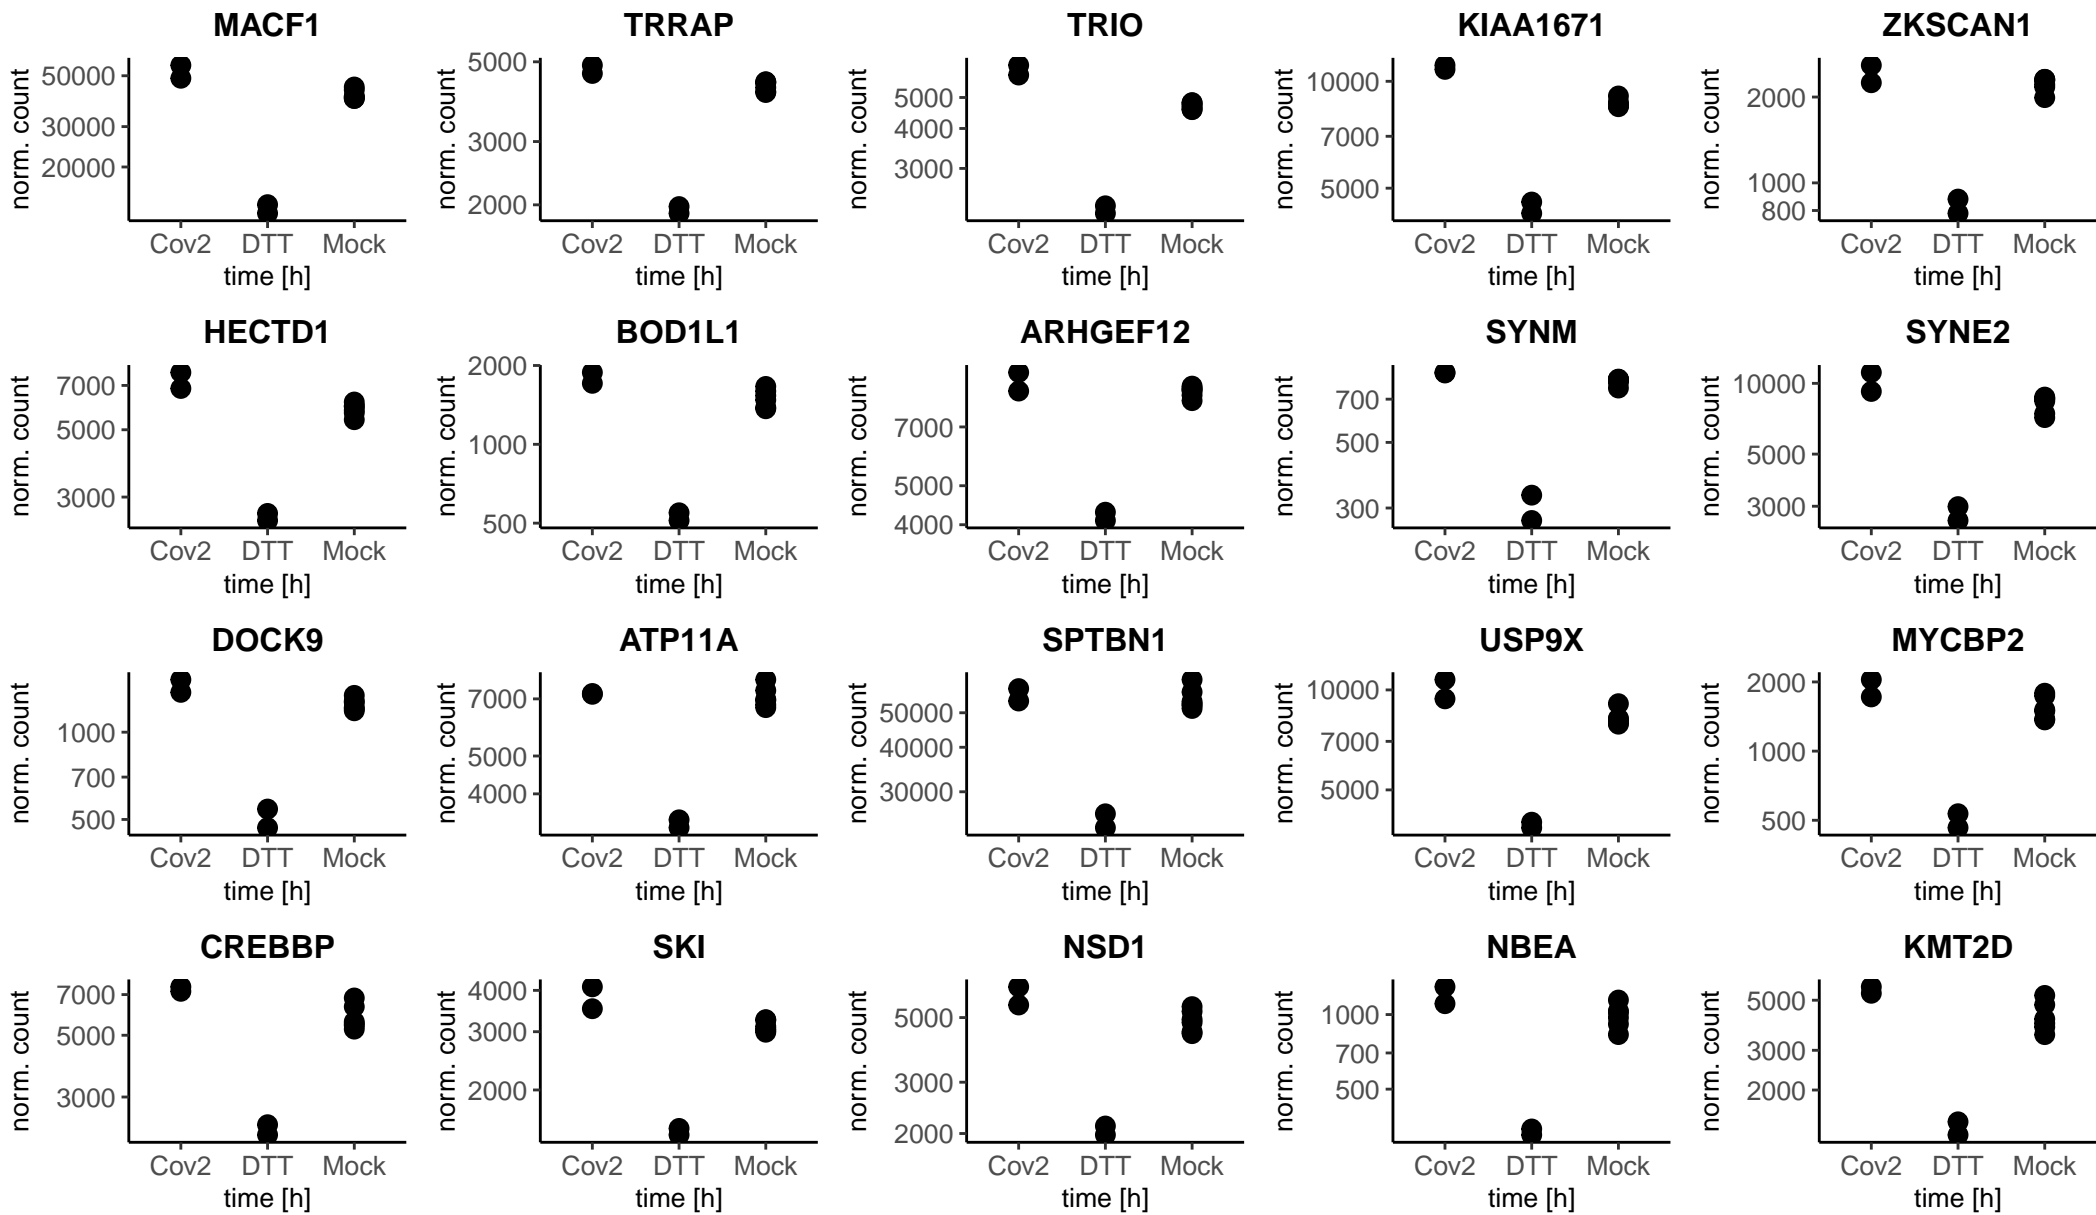 MACF1 TRRAP TRIO KIAA1671 ZKSCAN1
norm. count 50000 30000 20000 norm. count 5000 3000 2000 norm. count 5000 4000 3000 norm. count 10000 7000 5000 norm. count 2000 1000 800
Cov2 DTT Mock Cov2 DTT Mock Cov2 DTT Mock Cov2 DTT Mock Cov2 DTT Mock
time [h] time [h] time [h] time [h] time [h]
HECTD1 BOD1L1 ARHGEF12 SYNM SYNE2
norm. count 7000 5000 3000 norm. count 2000 1000 500 norm. count 7000 5000 4000 norm. count 700 500 300 norm. count 10000 5000 3000
Cov2 DTT Mock Cov2 DTT Mock Cov2 DTT Mock Cov2 DTT Mock Cov2 DTT Mock
time [h] time [h] time [h] time [h] time [h]
DOCK9 ATP11A SPTBN1 USP9X MYCBP2
norm. count 1000 700 500 norm. count 7000 5000 4000 norm. count 50000 40000 30000 norm. count 10000 7000 5000 norm. count 2000 1000 500
Cov2 DTT Mock Cov2 DTT Mock Cov2 DTT Mock Cov2 DTT Mock Cov2 DTT Mock
time [h] time [h] time [h] time [h] time [h]
CREBBP SKI NSD1 NBEA KMT2D
norm. count 7000 5000 3000 norm. count 4000 3000 2000 norm. count 5000 3000 2000 norm. count 1000 700 500 norm. count 5000 3000 2000
Cov2 DTT Mock Cov2 DTT Mock Cov2 DTT Mock Cov2 DTT Mock Cov2 DTT Mock
time [h] time [h] time [h] time [h] time [h]